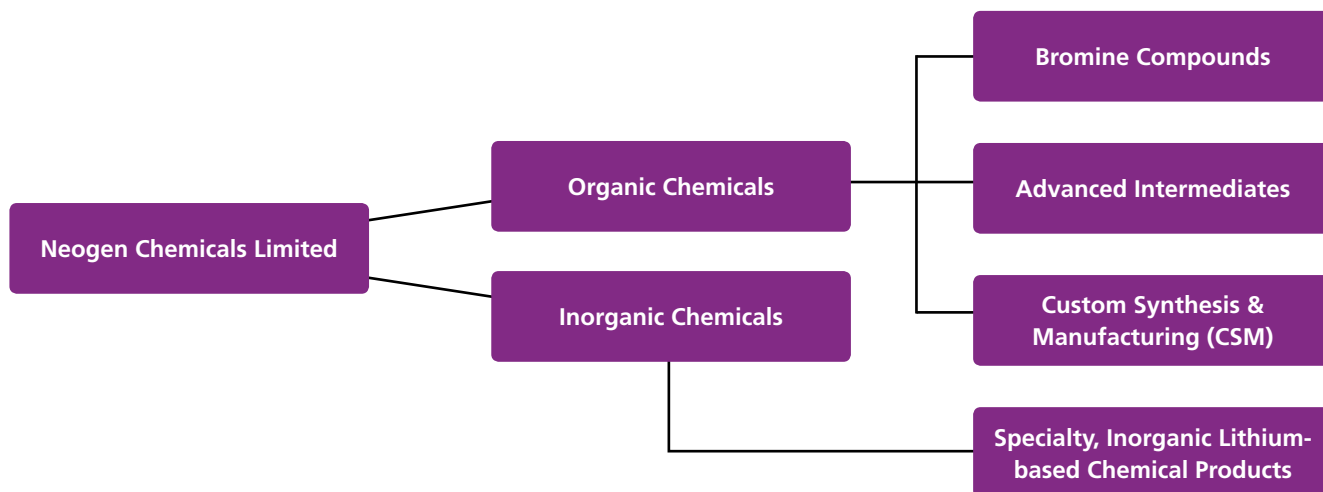 Neogen Chemicals Limited
Organic Chemicals
Inorganic Chemicals
Bromine Compounds
Advanced Intermediates
Custom Synthesis &
Manufacturing (CSM)
Specialty, Inorganic Lithium-
based Chemical Products